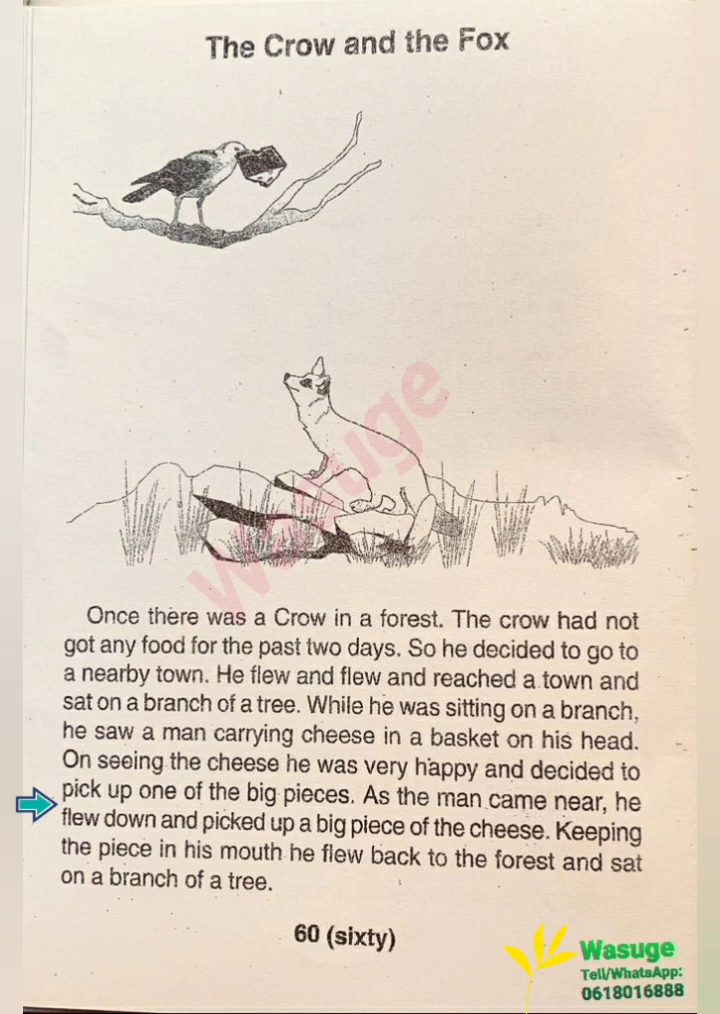 The Crow and the Fox
Wasuge
Once there was a Crow in a forest. The crow had not
got any food for the past two days. So he decided to go to
a nearby town. He flew and flew and reached a town and
sat on a branch of a tree. While he was sitting on a branch,
he saw a man carrying cheese in a basket on his head.
On seeing the cheese he was very happy and decided to
pick up one of the big pieces. As the man came near, he
flew down and picked up a big piece of the cheese. Keeping
the piece in his mouth he flew back to the forest and sat
on a branch of a tree.
60 (sixty)
Wasuge
Tell/WhatsApp:
0618016888